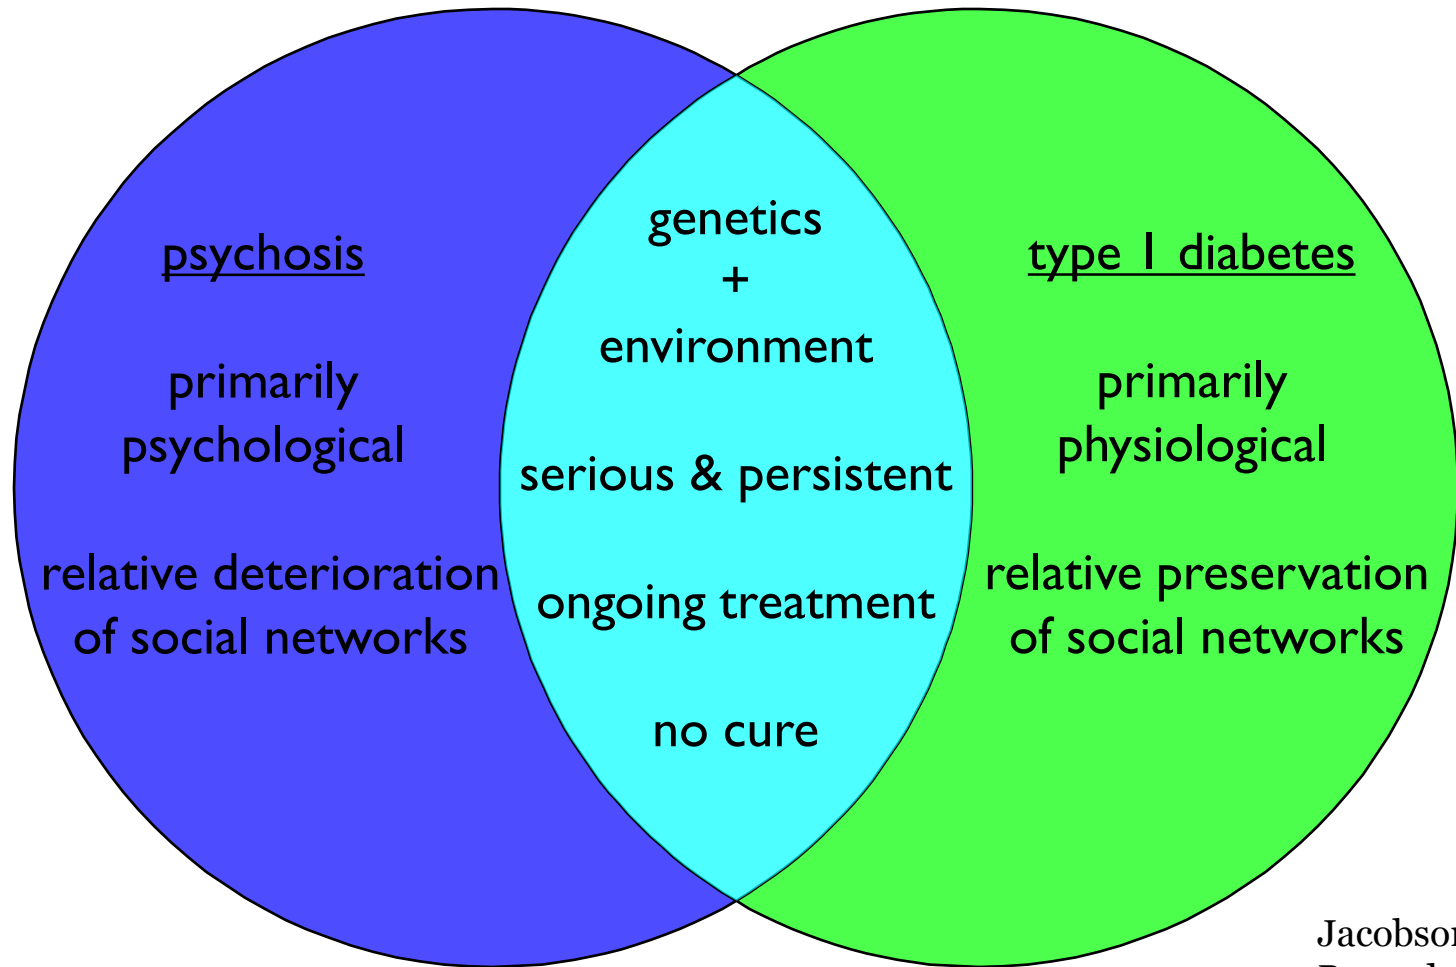 psychosis
primarily
psychological
relative deterioration
of social networks
genetics
+
environment
serious & persistent
ongoing treatment
no cure
type 1 diabetes
primarily
physiological
relative preservation
of social networks